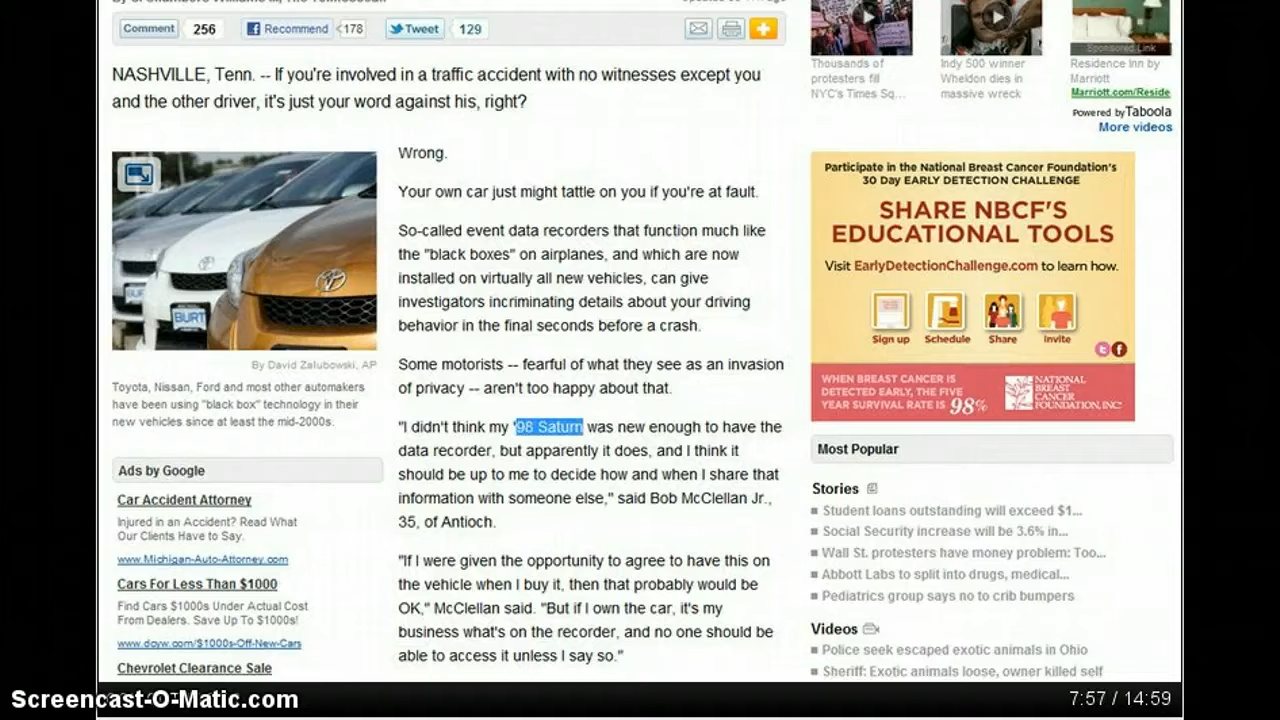 Comment 256 Recommend 178 Tweet 129
NASHVILLE, Tenn. -- If you're involved in a traffic accident with no witnesses except you
and the other driver, it's just your word against his, right?
BURT
By David Zalubowski, AP
Toyota, Nissan, Ford and most other automakers
have been using "black box" technology in their
new vehicles since at least the mid-2000s.
Ads by Google
Car Accident Attorney
Injured in an Accident? Read What
Our Clients Have to Say.
www.Michigan-Auto-Attorney.com
Cars For Less Than $1000
Find Cars $1000s Under Actual Cost
From Dealers. Save Up To $1000s!
Chevrolet Clearance Sale
Wrong.
Your own car just might tattle on you if you're at fault.
So-called event data recorders that function much like
the "black boxes" on airplanes, and which are now
installed on virtually all new vehicles, can give
investigators incriminating details about your driving
behavior in the final seconds before a crash.
Some motorists -- fearful of what they see as an invasion
of privacy -- aren't too happy about that.
"I didn't think my '98 Saturn was new enough to have the
data recorder, but apparently it does, and I think it
should be up to me to decide how and when I share that
information with someone else," said Bob McClellan Jr.,
35, of Antioch.
"If I were given the opportunity to agree to have this on
the vehicle when I buy it, then that probably would be
OK," McClellan said. "But if I own the car, it's my
business what's on the recorder, and no one should be
able to access it unless I say so."
Thousands of
protesters fill
NYC's Times Sq...
Indy 500 winner
Wheldon dies in
massive wreck
Sponsored Link
Residence Inn by
Marriott
Marriott.com/Reside
Powered by Taboola
More videos
Participate in the National Breast Cancer Foundation's
30 Day EARLY DETECTION CHALLENGE
SHARE NBCF'S
EDUCATIONAL TOOLS
Visit EarlyDetectionChallenge.com to learn how.
Sign up Schedule Share Invite
WHEN BREAST CANCER IS
DETECTED EARLY, THE FIVE
YEAR SURVIVAL RATE IS 98%
NATIONAL
BREAST
CANCER
FOUNDATION, INC.
Most Popular
Stories
Student loans outstanding will exceed $1...
Social Security increase will be 3.6% in...
Wall St. protesters have money problem: Too...
Abbott Labs to split into drugs, medical...
Pediatrics group says no to crib bumpers
Videos
Police seek escaped exotic animals in Ohio
Sheriff: Exotic animals loose, owner killed self
Screencast-O-Matic.com
7:57 / 14:59